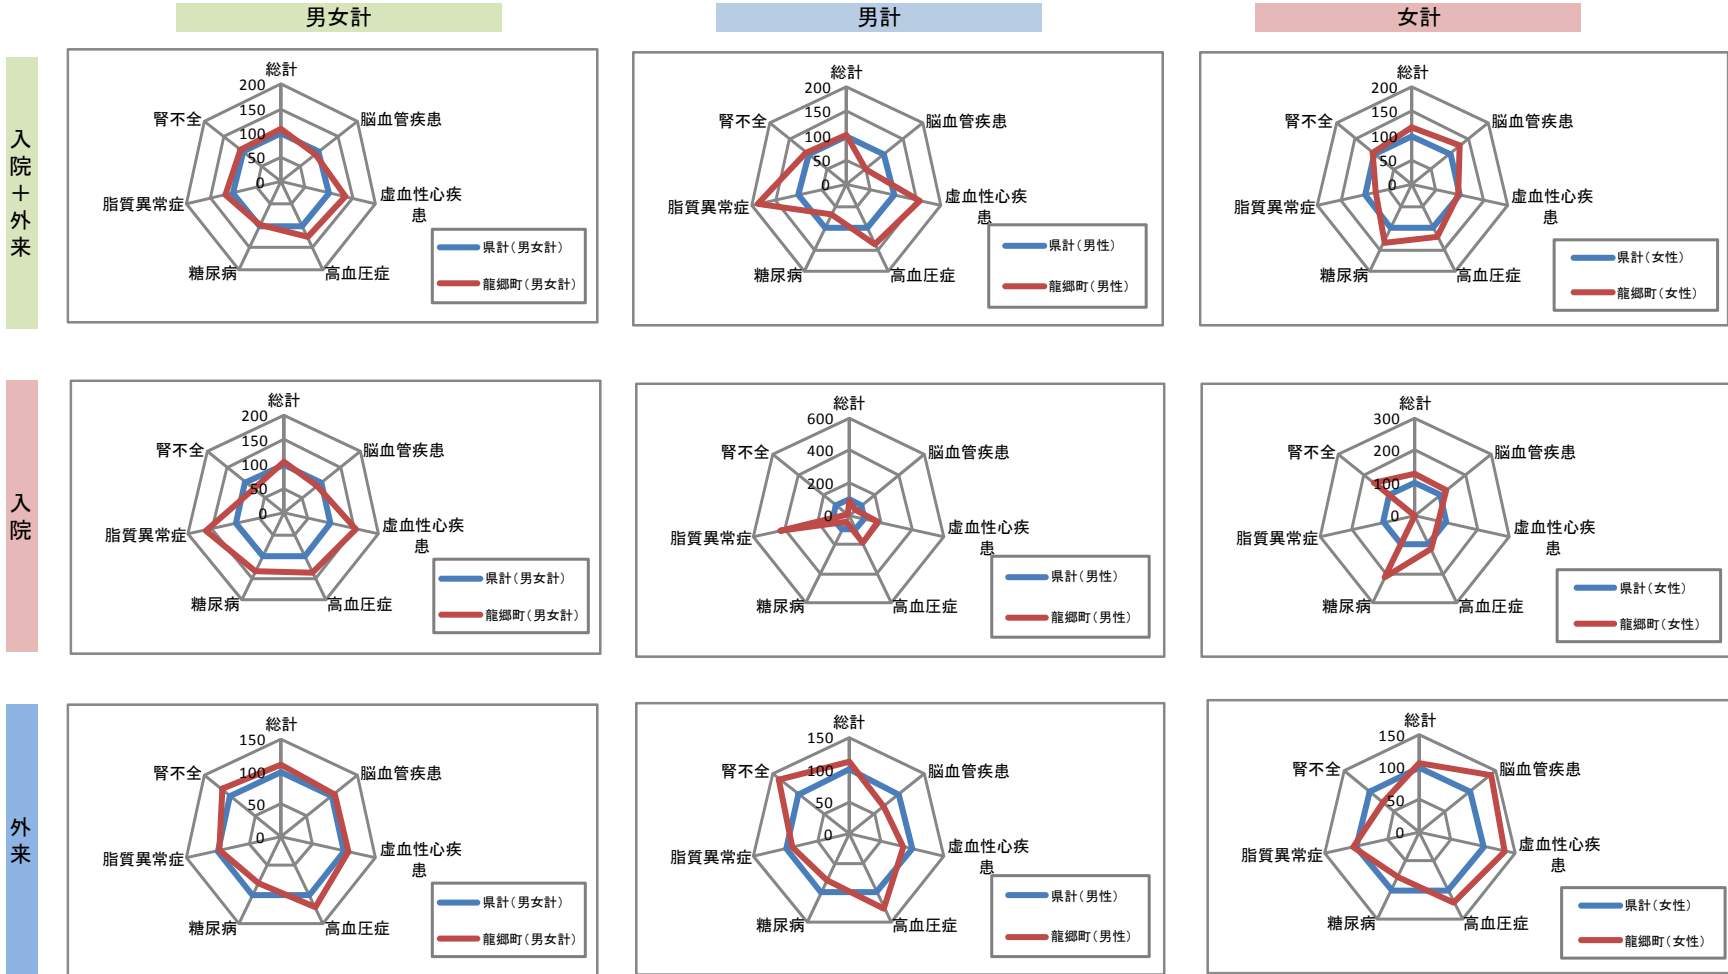 男女計
男計
女計
入院＋外来
総計
200
150
100
50
0
脳血管疾患
虚血性心疾
患
高血圧症
糖尿病
脂質異常症
腎不全
県計(男女計)
龍郷町(男女計)
総計
200
150
100
50
0
脳血管疾患
虚血性心疾
患
高血圧症
糖尿病
脂質異常症
腎不全
県計(男性)
龍郷町(男性)
総計
200
150
100
50
0
脳血管疾患
虚血性心疾
患
高血圧症
糖尿病
脂質異常症
腎不全
県計(女性)
龍郷町(女性)
入院
総計
200
150
100
50
0
脳血管疾患
虚血性心疾
患
高血圧症
糖尿病
脂質異常症
腎不全
県計(男女計)
龍郷町(男女計)
総計
600
400
200
0
脳血管疾患
虚血性心疾
患
高血圧症
糖尿病
脂質異常症
腎不全
県計(男性)
龍郷町(男性)
総計
300
200
100
0
脳血管疾患
虚血性心疾
患
高血圧症
糖尿病
脂質異常症
腎不全
県計(女性)
龍郷町(女性)
外来
総計
150
100
50
0
脳血管疾患
虚血性心疾
患
高血圧症
糖尿病
脂質異常症
腎不全
県計(男女計)
龍郷町(男女計)
総計
150
100
50
0
脳血管疾患
虚血性心疾
患
高血圧症
糖尿病
脂質異常症
腎不全
県計(男性)
龍郷町(男性)
総計
150
100
50
0
脳血管疾患
虚血性心疾
患
高血圧症
糖尿病
脂質異常症
腎不全
県計(女性)
龍郷町(女性)